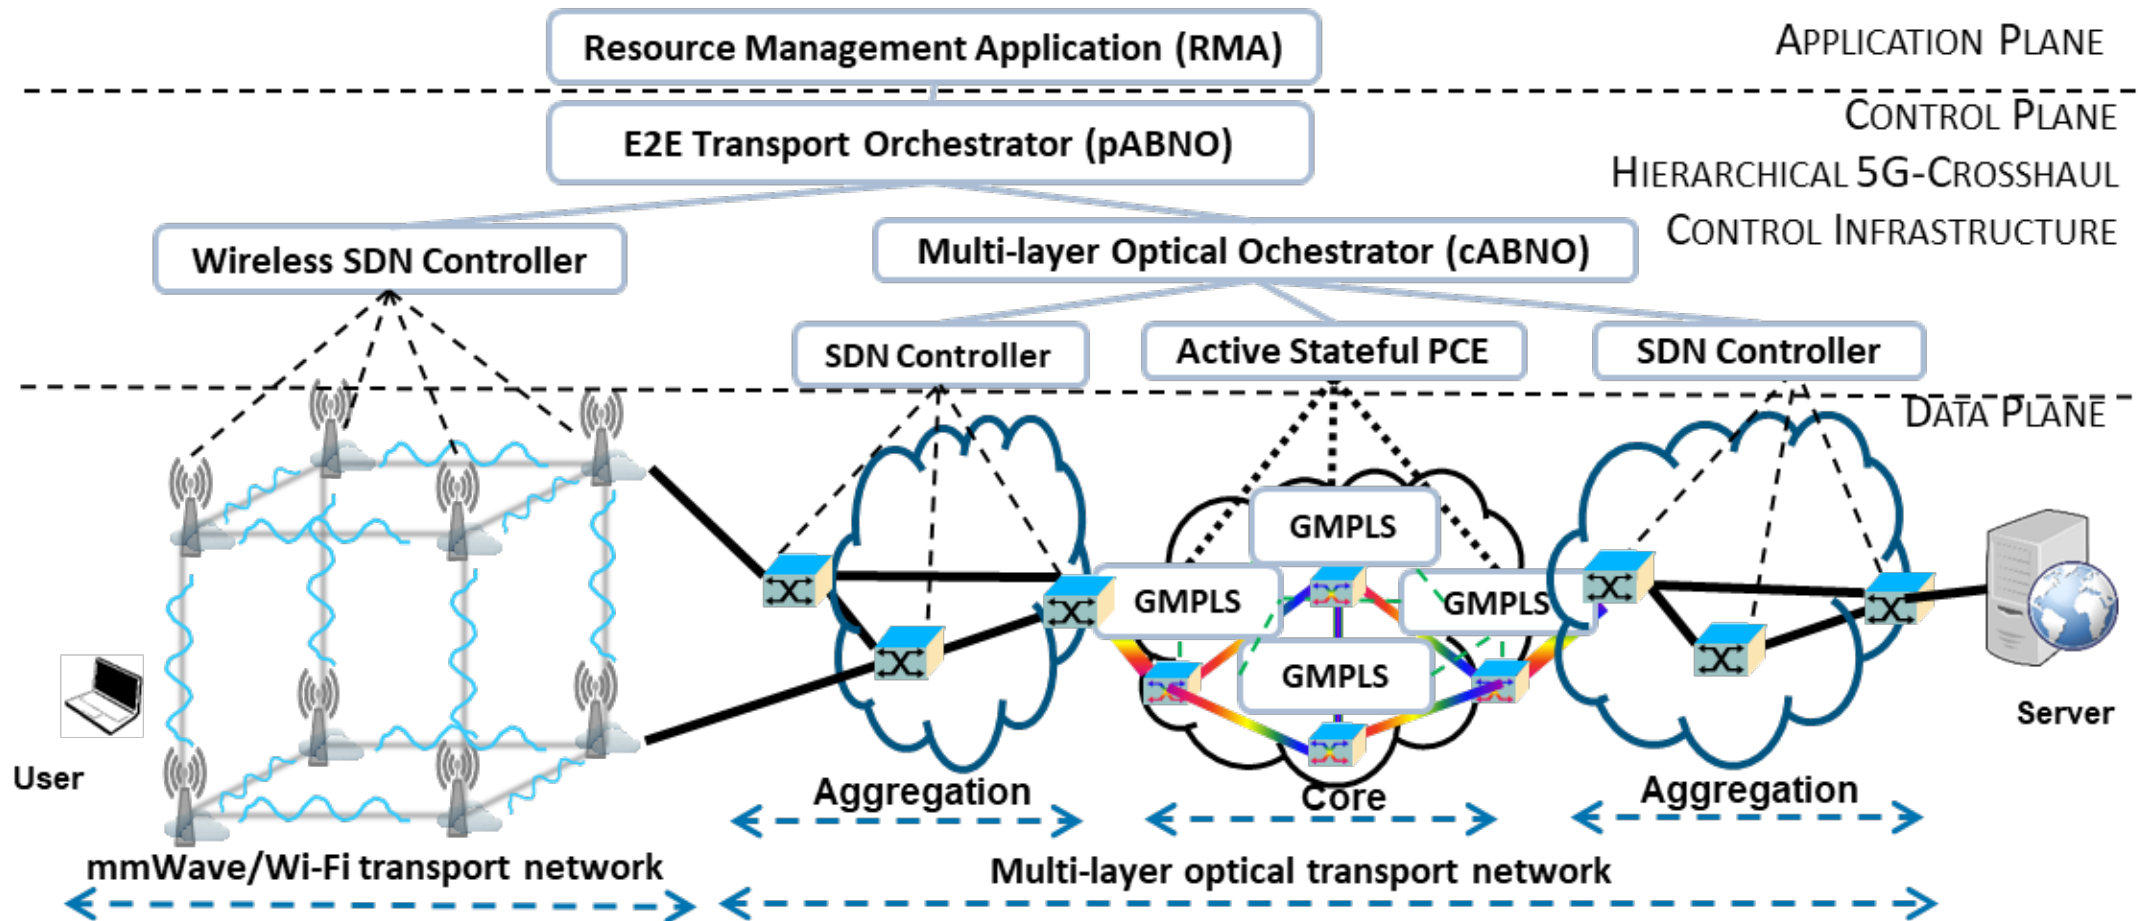 Resource Management Application (RMA)
APPLICATION PLANE
E2E Transport Orchestrator (pABNO)
CONTROL PLANE
HIERARCHICAL 5G-CROSSHAUL
CONTROL INFRASTRUCTURE
Wireless SDN Controller
Multi-layer Optical Ochestrator (cABNO)
SDN Controller
Active Stateful PCE
SDN Controller
DATA PLANE
GMPLS
GMPLS
GMPLS
GMPLS
User
Server
Aggregation
Core
Aggregation
mmWave/Wi-Fi transport network
Multi-layer optical transport network